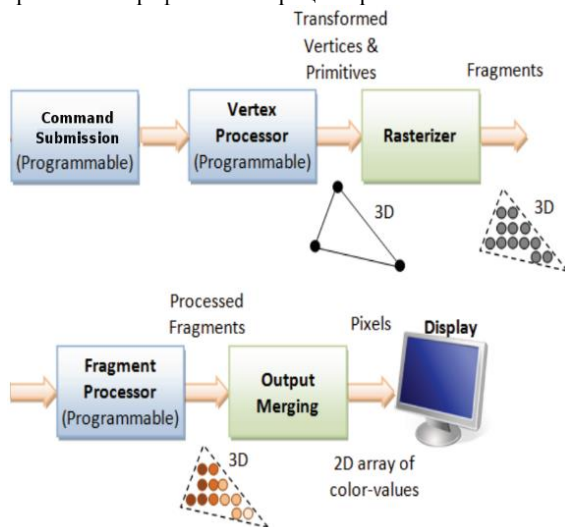 Transformed
Vertices &
Primitives
Fragments
Command
Submission
(Programmable)
Vertex
Processor
(Programmable)
Rasterizer
3D
3D
Processed
Fragments
Pixels
Display
Fragment
Processor
(Programmable)
Output
Merging
3D
2D array of
color-values